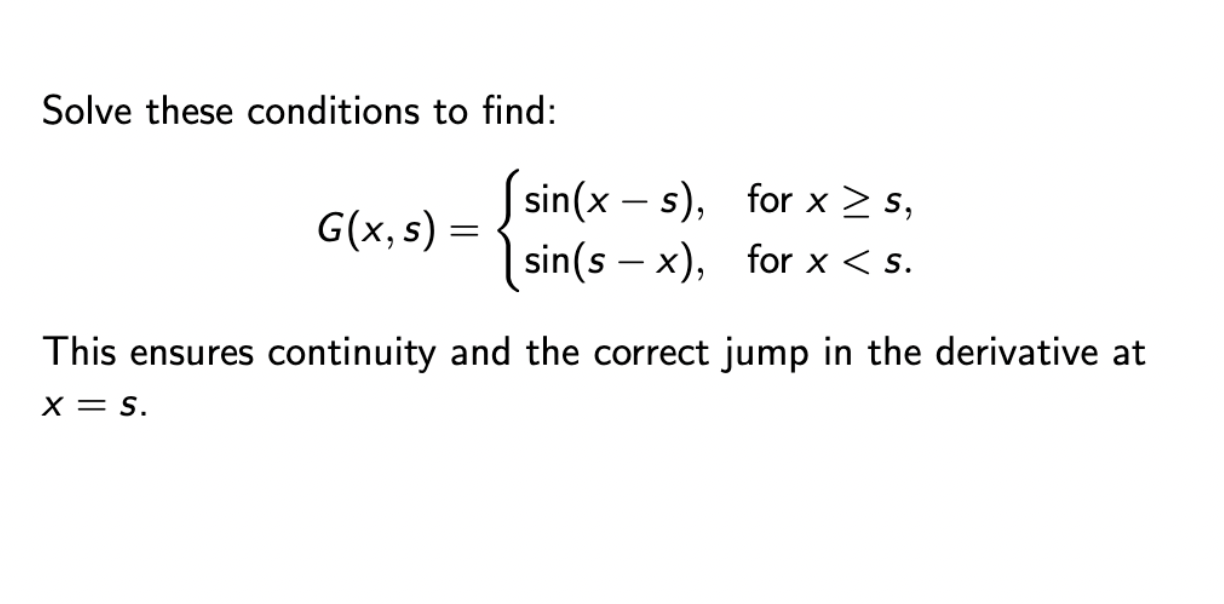 Solve these conditions to find:
G(x, s) = { sin(x − s), for x ≥ s,
sin(s − x), for x < s.
This ensures continuity and the correct jump in the derivative at
x = s.